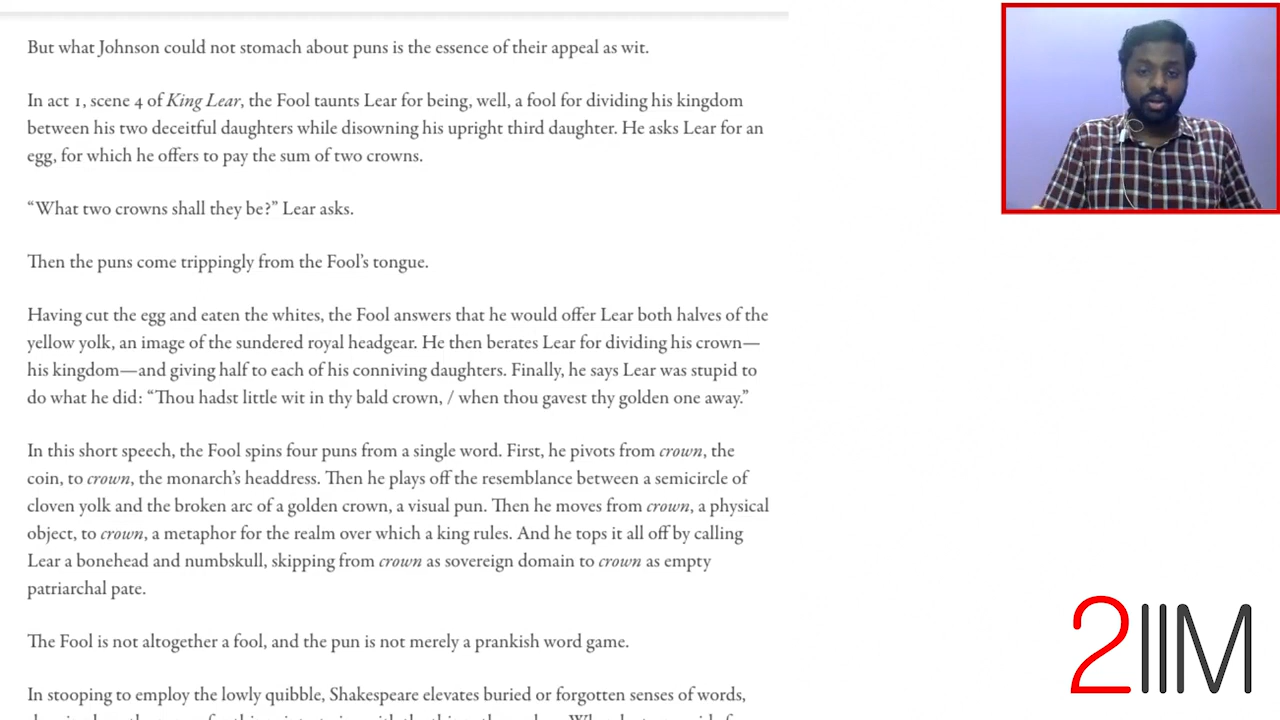 But what Johnson could not stomach about puns is the essence of their appeal as wit.
In act 1, scene 4 of King Lear, the Fool taunts Lear for being, well, a fool for dividing his kingdom
between his two deceitful daughters while disowning his upright third daughter. He asks Lear for an
egg, for which he offers to pay the sum of two crowns.
“What two crowns shall they be?” Lear asks.
Then the puns come trippingly from the Fool’s tongue.
Having cut the egg and eaten the whites, the Fool answers that he would offer Lear both halves of the
yellow yolk, an image of the sundered royal headgear. He then berates Lear for dividing his crown—
his kingdom—and giving half to each of his conniving daughters. Finally, he says Lear was stupid to
do what he did: “Thou hadst little wit in thy bald crown, / when thou gavest thy golden one away.”
In this short speech, the Fool spins four puns from a single word. First, he pivots from crown, the
coin, to crown, the monarch’s headdress. Then he plays off the resemblance between a semicircle of
cloven yolk and the broken arc of a golden crown, a visual pun. Then he moves from crown, a physical
object, to crown, a metaphor for the realm over which a king rules. And he tops it all off by calling
Lear a bonehead and numbskull, skipping from crown as sovereign domain to crown as empty
patriarchal pate.
The Fool is not altogether a fool, and the pun is not merely a prankish word game.
In stooping to employ the lowly quibble, Shakespeare elevates buried or forgotten senses of words,
2IIM